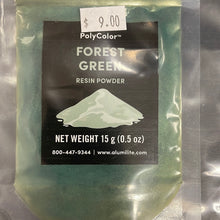 $ 9.00
PolyColor™
FOREST
GREEN
RESIN POWDER
NET WEIGHT 15 g (0.5 oz)
800-447-9344 | www.alumilite.com